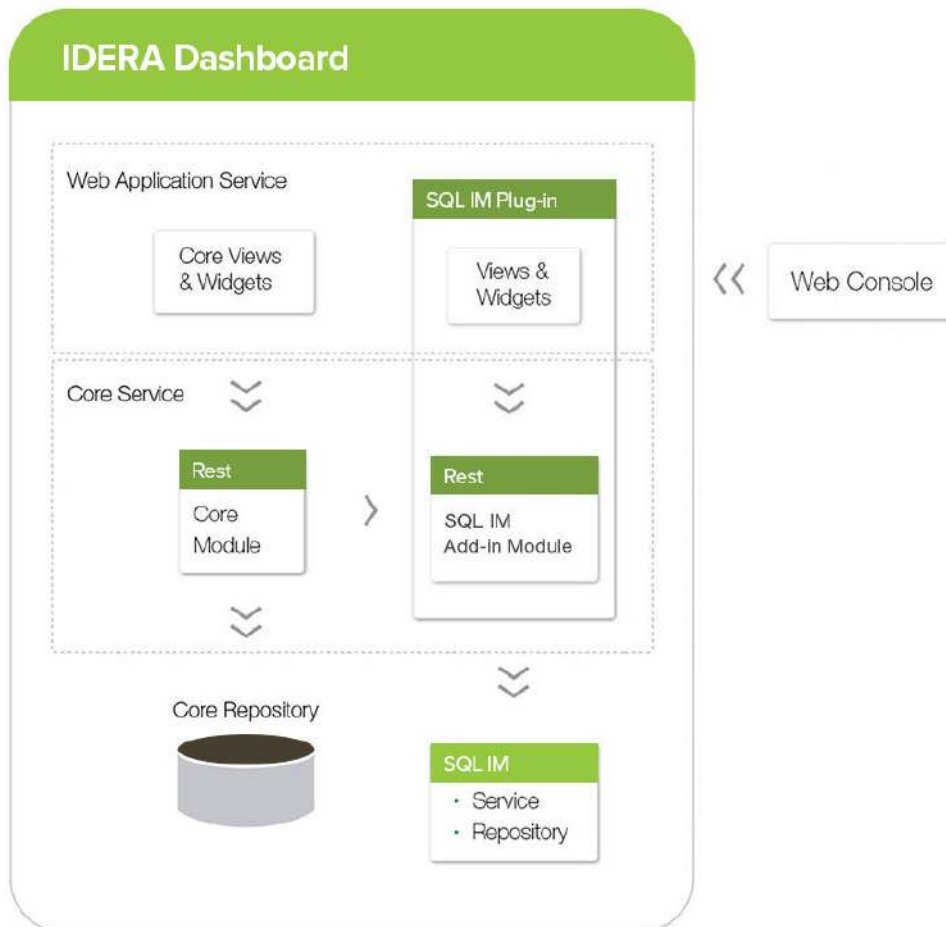 IDERA Dashboard
Web Application Service
SQL IM Plug-in
Core Views
& Widgets
Views &
Widgets
Web Console
Core Service
Rest
Core
Module
Rest
SQL IM
Add-in Module
Core Repository
SQL IM
• Service
• Repository